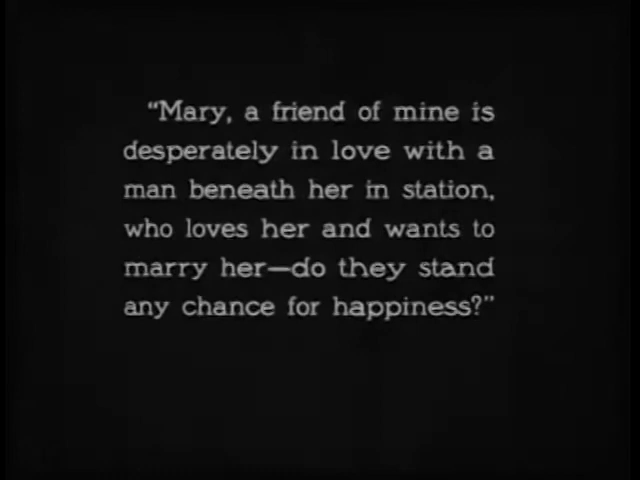 “Mary, a friend of mine is
desperately in love with a
man beneath her in station,
who loves her and wants to
marry her—do they stand
any chance for happiness?”